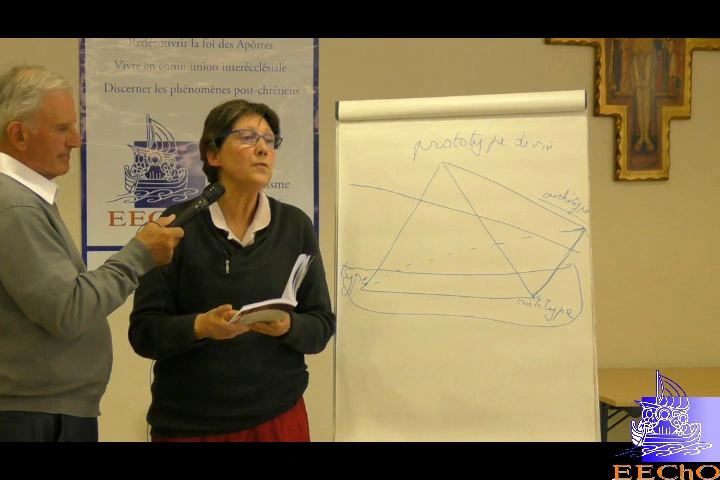 Redécouvrir la foi des Apôtres
Vivre en communion interécclésiale
Discerner les phénomènes post-chrétiens
EECh
prototype divin
archétype
type
antitype
EEChO